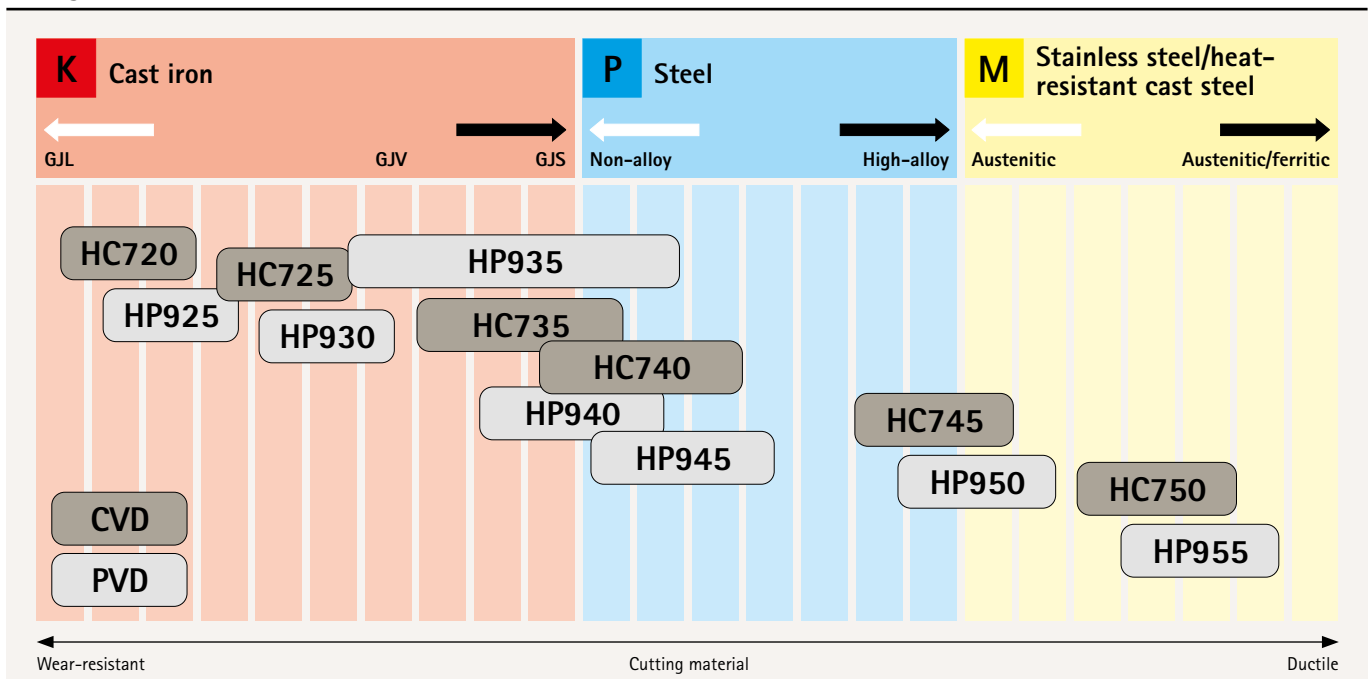 K
Cast iron
GJL
GJV
GJS
P
Steel
Non-alloy
High-alloy
M
Stainless steel/heat-
resistant cast steel
Austenitic
Austenitic/ferritic
HC720
HP925
HC725
HP930
HP935
HC735
HC740
HP940
HP945
HC745
HP950
HC750
HP955
CVD
PVD
Wear-resistant
Cutting material
Ductile